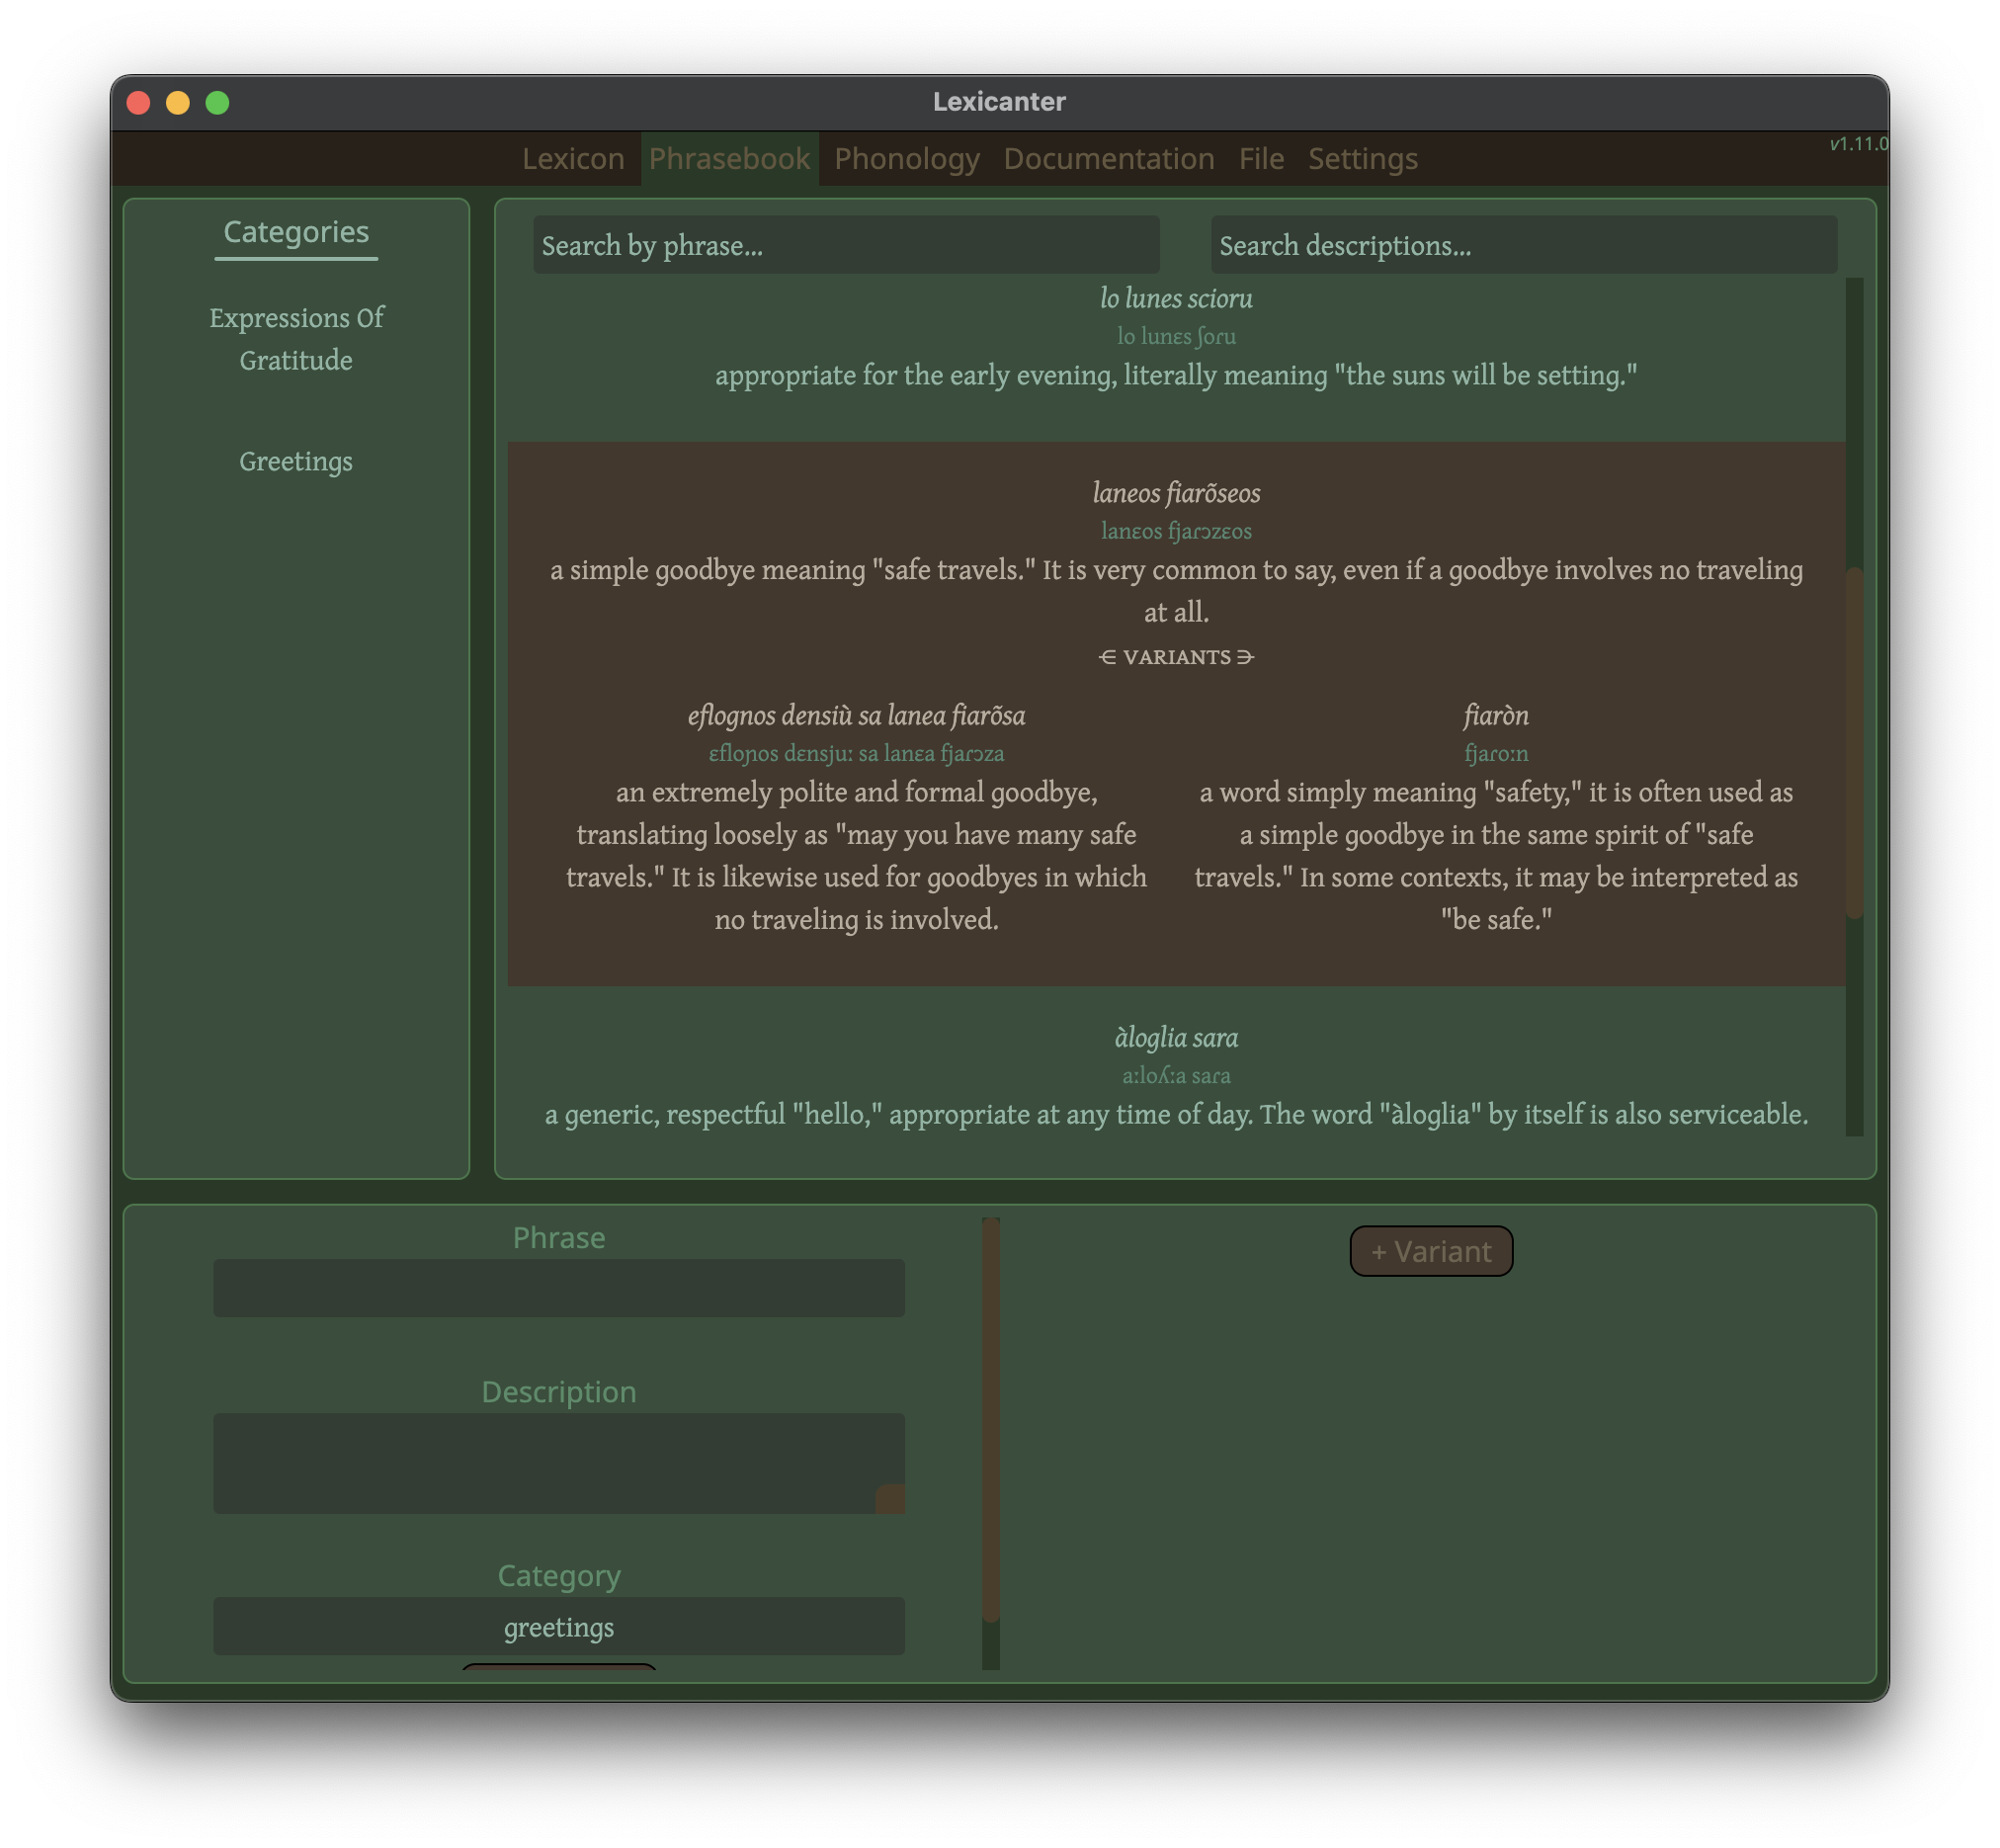 Lexicanter
Lexicon Phrasebook Phonology Documentation File Settings
v1.11.0
Categories
Expressions Of
Gratitude
Greetings
Search by phrase...
Search descriptions...
lo lunes scioru
lo lunɛs ʃoɾu
appropriate for the early evening, literally meaning "the suns will be setting."
laneos fiarõseos
lanɛos fjaɾɔzɛos
a simple goodbye meaning "safe travels." It is very common to say, even if a goodbye involves no traveling
at all.
⋲ VARIANTS ⋺
eflognos densiù sa lanea fiarõsa
ɛfloɲos dɛnsjuː sa lanɛa fjaɾɔza
an extremely polite and formal goodbye,
translating loosely as "may you have many safe
travels." It is likewise used for goodbyes in which
no traveling is involved.
fiaròn
fjaɾoːn
a word simply meaning "safety," it is often used as
a simple goodbye in the same spirit of "safe
travels." In some contexts, it may be interpreted as
"be safe."
àloglia sara
aːloʎːa saɾa
a generic, respectful "hello," appropriate at any time of day. The word "àloglia" by itself is also serviceable.
Phrase
Description
Category
greetings
+ Variant